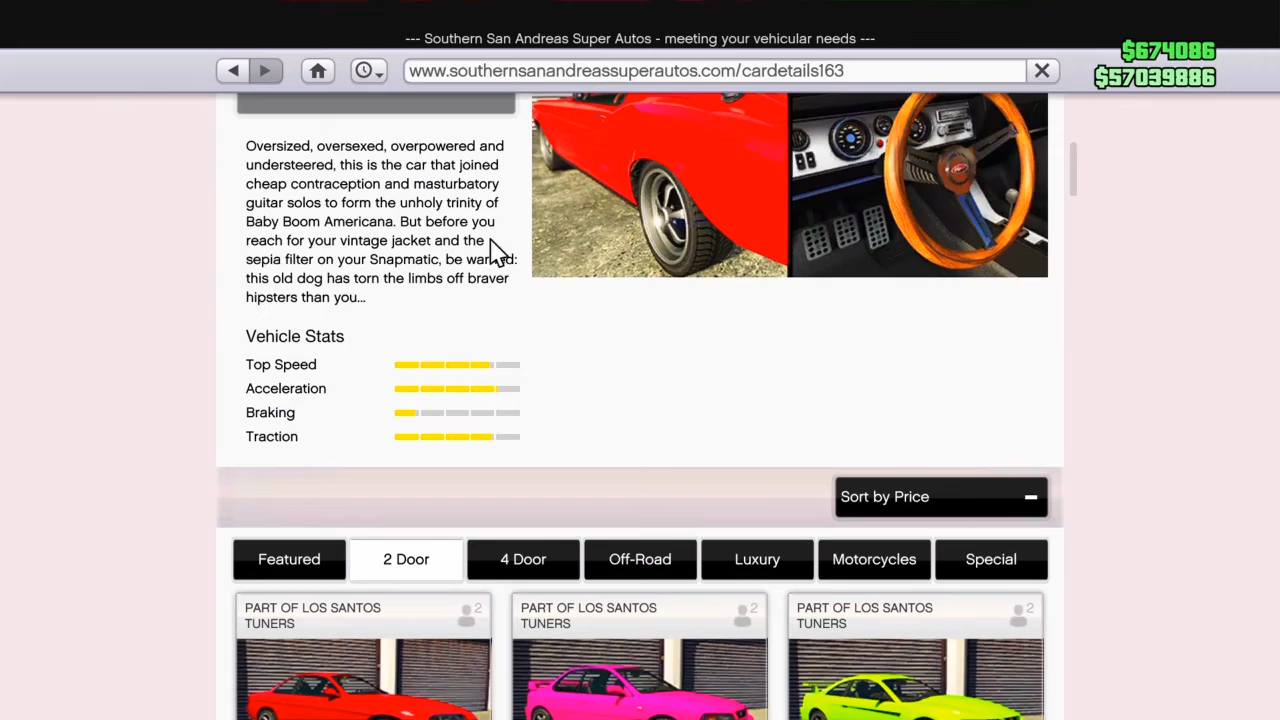 --- Southern San Andreas Super Autos - meeting your vehicular needs ---
$674086
www.southernsanandreassuperautos.com/cardetails163
$57039886
Oversized, oversexed, overpowered and
understeered, this is the car that joined
cheap contraception and masturbatory
guitar solos to form the unholy trinity of
Baby Boom Americana. But before you
reach for your vintage jacket and the
sepia filter on your Snapmatic, be warned:
this old dog has torn the limbs off braver
hipsters than you...
Vehicle Stats
Top Speed
Acceleration
Braking
Traction
Sort by Price
Featured
2 Door
4 Door
Off-Road
Luxury
Motorcycles
Special
PART OF LOS SANTOS
TUNERS
2
PART OF LOS SANTOS
TUNERS
2
PART OF LOS SANTOS
TUNERS
2